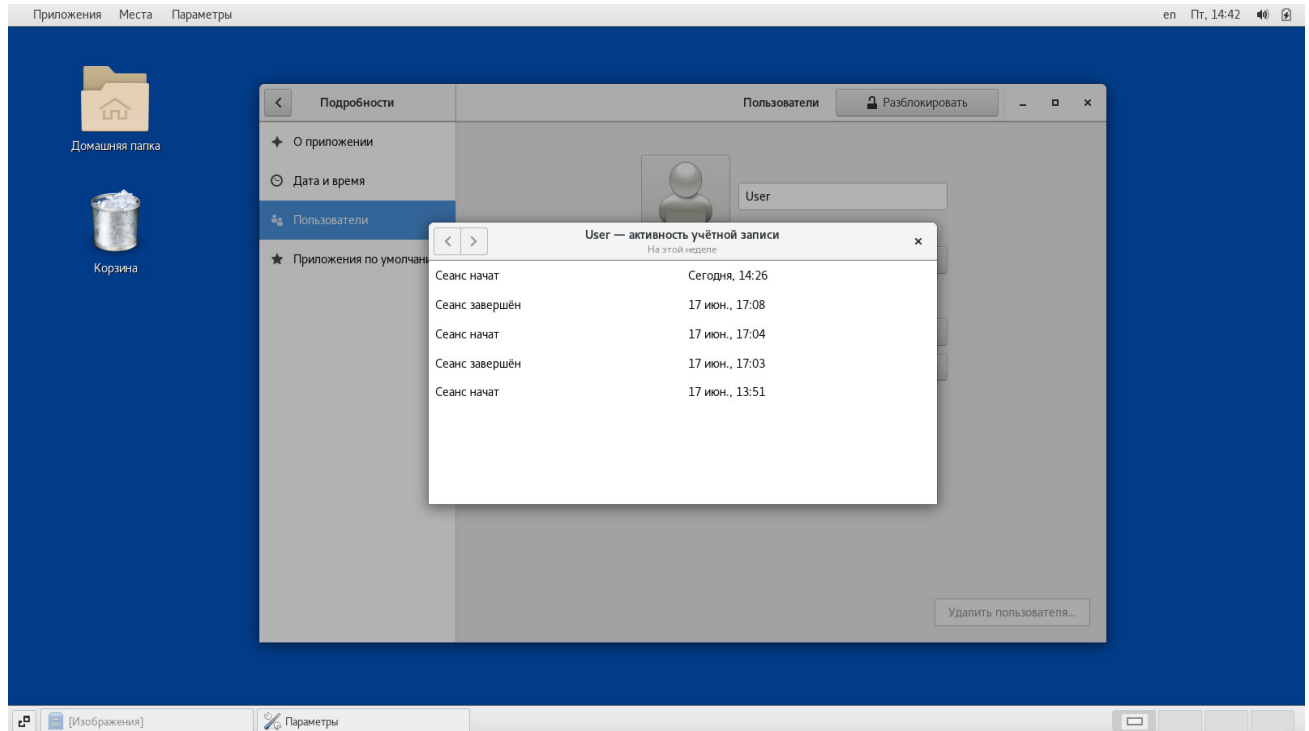 Приложения Места Параметры en Пт, 14:42
Домашняя папка
Корзина
Подробности Пользователи Разблокировать
О приложении
Дата и время
Пользователи
Приложения по умолчан
User
User — активность учётной записи
На этой неделе
Сеанс начат Сегодня, 14:26
Сеанс завершён 17 июн., 17:08
Сеанс начат 17 июн., 17:04
Сеанс завершён 17 июн., 17:03
Сеанс начат 17 июн., 13:51
Удалить пользователя...
[Изображения] Параметры